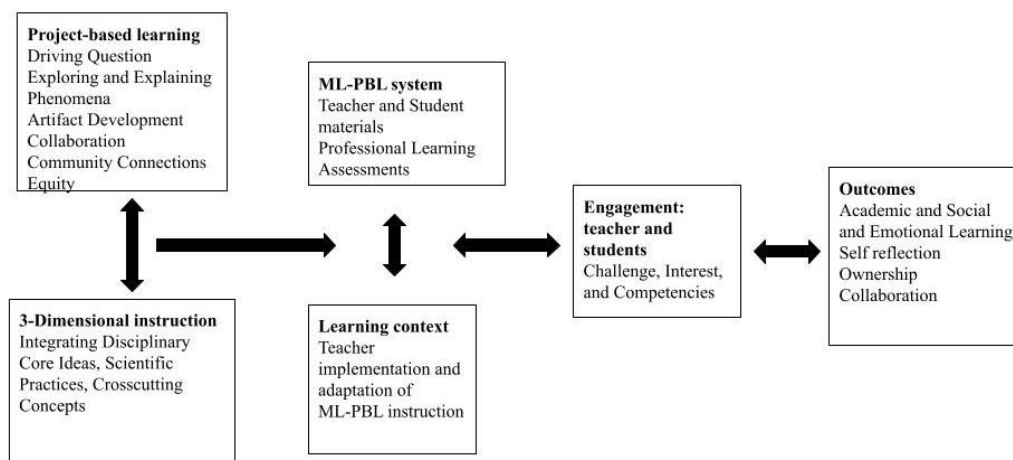 Project-based learning
Driving Question
Exploring and Explaining
Phenomena
Artifact Development
Collaboration
Community Connections
Equity
3-Dimensional instruction
Integrating Disciplinary
Core Ideas, Scientific
Practices, Crosscutting
Concepts
ML-PBL system
Teacher and Student
materials
Professional Learning
Assessments
Learning context
Teacher
implementation and
adaptation of
ML-PBL instruction
Engagement:
teacher and
students
Challenge, Interest,
and Competencies
Outcomes
Academic and Social
and Emotional Learning
Self reflection
Ownership
Collaboration